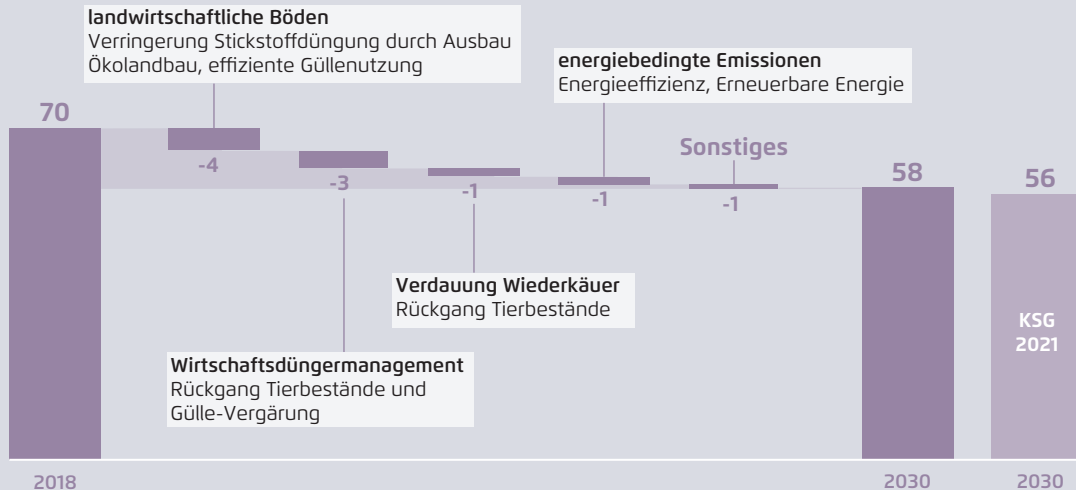 landwirtschaftliche Böden
Verringerung Stickstoffdüngung durch Ausbau
Ökolandbau, effiziente Güllenutzung
energiebedingte Emissionen
Energieeffizienz, Erneuerbare Energie
70
Sonstiges
-4
-3
-1
-1
-1
58
56
Verdauung Wiederkäuer
Rückgang Tierbestände
KSG
2021
Wirtschaftsdüngermanagement
Rückgang Tierbestände und
Gülle-Vergärung
2018
2030
2030